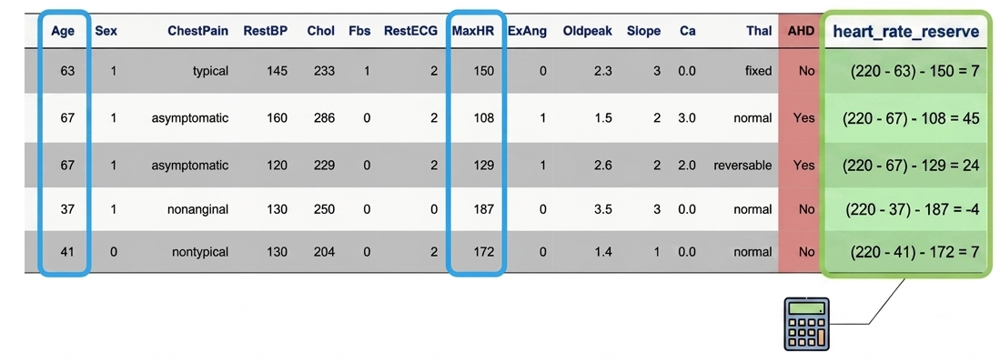 Age Sex ChestPain RestBP Chol Fbs RestECG MaxHR ExAng Oldpeak Slope Ca Thal AHD heart_rate_reserve
63 1 typical 145 233 1 2 150 0 2.3 3 0.0 fixed No (220 - 63) - 150 = 7
67 1 asymptomatic 160 286 0 2 108 1 1.5 2 3.0 normal Yes (220 - 67) - 108 = 45
67 1 asymptomatic 120 229 0 2 129 1 2.6 2 2.0 reversable Yes (220 - 67) - 129 = 24
37 1 nonanginal 130 250 0 0 187 0 3.5 3 0.0 normal No (220 - 37) - 187 = -4
41 0 nontypical 130 204 0 2 172 0 1.4 1 0.0 normal No (220 - 41) - 172 = 7